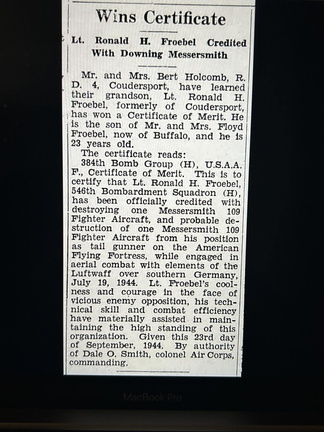 Wins Certificate
Lt. Ronald H. Froebel Credited
With Downing Messersmith
Mr. and Mrs. Bert Holcomb, R.
D. 4, Coudersport, have learned
their grandson, Lt. Ronald H.
Froebel, formerly of Coudersport,
has won a Certificate of Merit. He
is the son of Mr. and Mrs. Floyd
Froebel, now of Buffalo, and he is
23 years old.
The certificate reads:
384th Bomb Group (H), U.S.A.A.
F., Certificate of Merit. This is to
certify that Lt. Ronald H. Froebel,
546th Bombardment Squadron (H),
has been officially credited with
destroying one Messersmith 109
Fighter Aircraft, and probable de-
struction of one Messersmith 109
Fighter Aircraft from his position
as tail gunner on the American
Flying Fortress, while engaged in
aerial combat with elements of the
Luftwaff over southern Germany,
July 19, 1944. Lt. Froebel's cool-
ness and courage in the face of
vicious enemy opposition, his tech-
nical skill and combat efficiency
have materially assisted in main-
taining the high standing of this
organization. Given this 23rd day
of September, 1944. By authority
of Dale O. Smith, colonel Air Corps,
commanding.
MacBook Pro